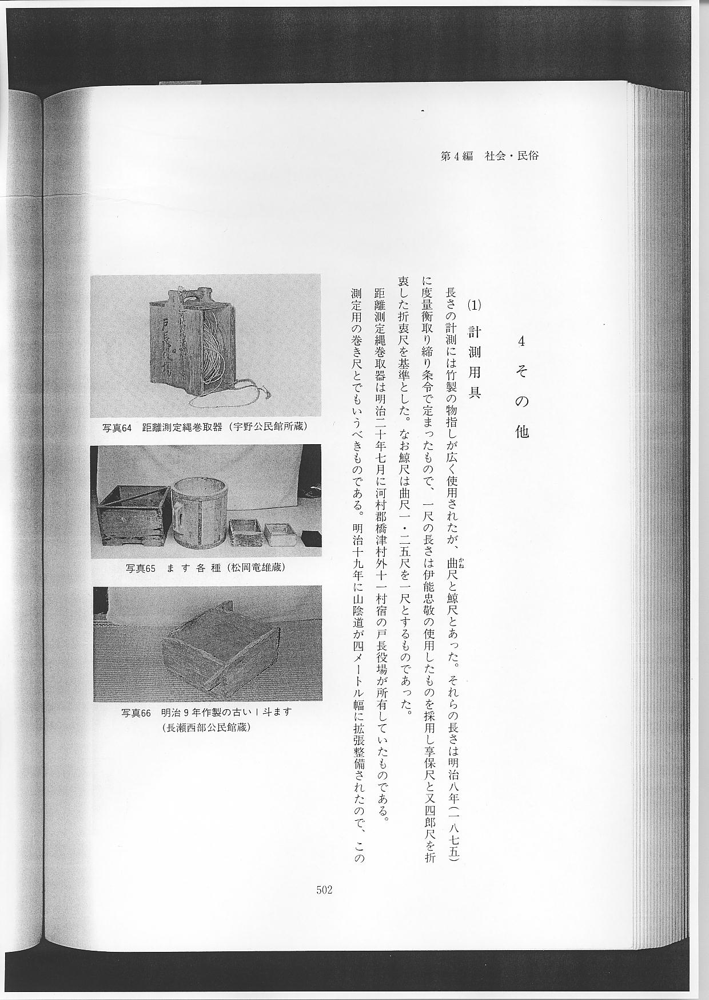 第4編 社会・民俗
4 その他
(1) 計測用具
長さの計測には竹製の物指しが広く使用されたが、曲尺と鯨尺とあった。それらの長さは明治八年(一八七五)
かね
に度量衡取り締り条令で定まったもので、一尺の長さは伊能忠敬の使用したものを採用し享保尺と又四郎尺を折
衷した折衷尺を基準とした。なお鯨尺は曲尺一・二五尺を一尺とするものであった。
距離測定縄巻取器は明治二十年七月に河村郡橋津村外十一村宿の戸長役場が所有していたものである。
測定用の巻き尺とでもいうべきものである。明治十九年に山陰道が四メートル幅に拡張整備されたので、この
戸長役場
写真64 距離測定縄巻取器(宇野公民館所蔵)
写真65 ます各種(松岡竜雄蔵)
写真66 明治9年作製の古い1斗ます
(長瀬西部公民館蔵)
502